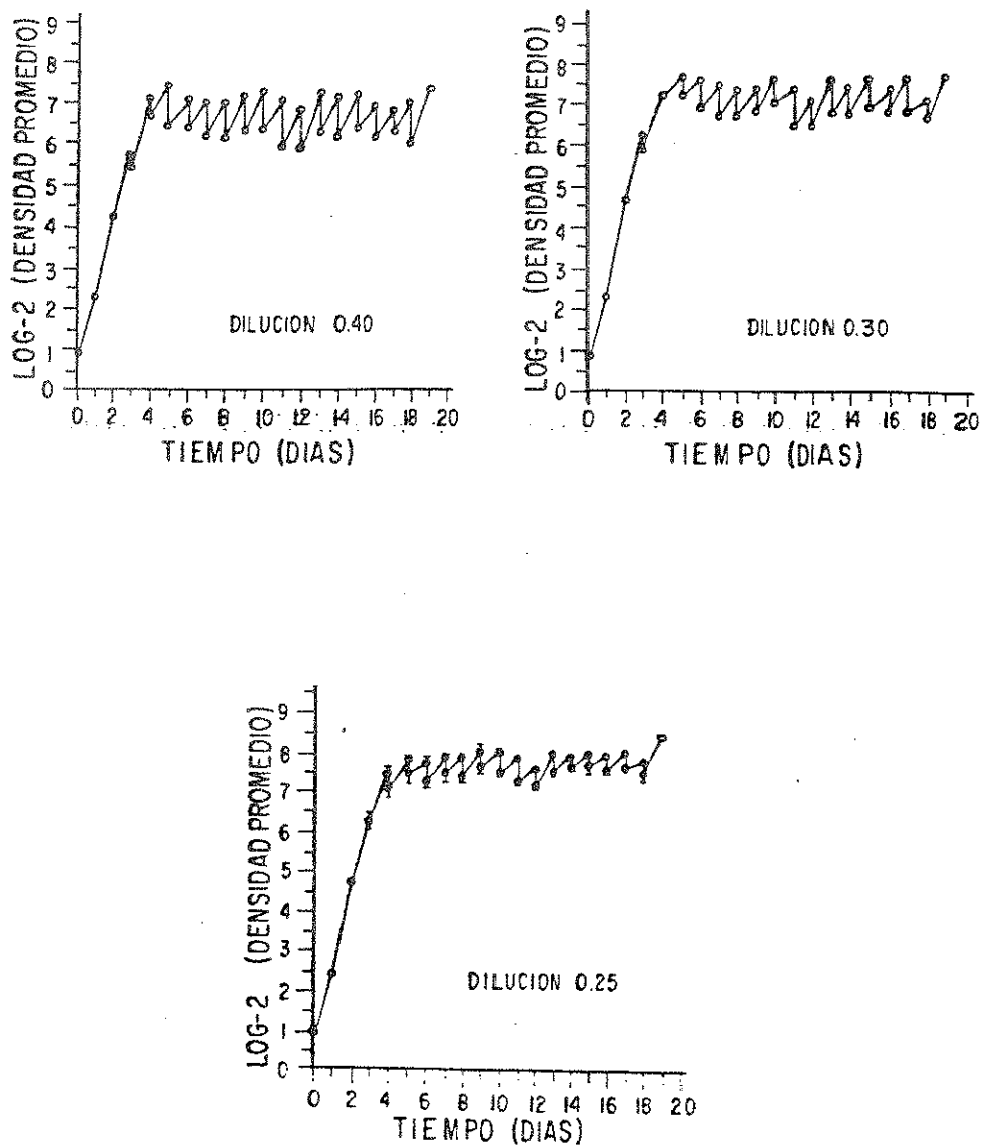 LOG-2 (DENSIDAD PROMEDIO)
9
8
7
6
5
4
3
2
1
0
DILUCION 0.40
0 2 4 6 8 10 12 14 16 18 20
TIEMPO (DIAS)
LOG-2 (DENSIDAD PROMEDIO)
9
8
7
6
5
4
3
2
1
0
DILUCION 0.30
0 2 4 6 8 10 12 14 16 18 20
TIEMPO (DIAS)
LOG-2 (DENSIDAD PROMEDIO)
9
8
7
6
5
4
3
2
1
0
DILUCION 0.25
0 2 4 6 8 10 12 14 16 18 20
TIEMPO (DIAS)